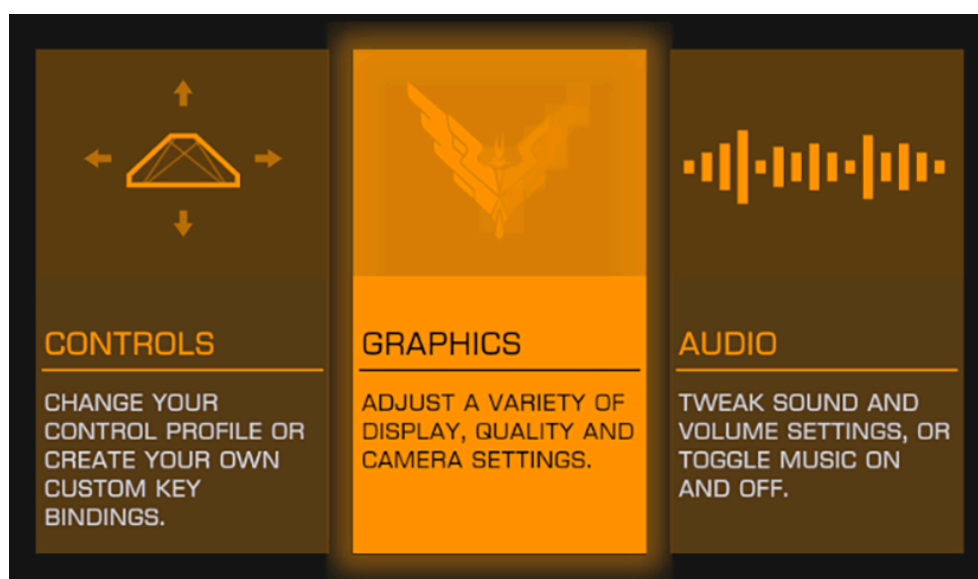 CONTROLS
CHANGE YOUR
CONTROL PROFILE OR
CREATE YOUR OWN
CUSTOM KEY
BINDINGS.
GRAPHICS
ADJUST A VARIETY OF
DISPLAY, QUALITY AND
CAMERA SETTINGS.
AUDIO
TWEAK SOUND AND
VOLUME SETTINGS, OR
TOGGLE MUSIC ON
AND OFF.